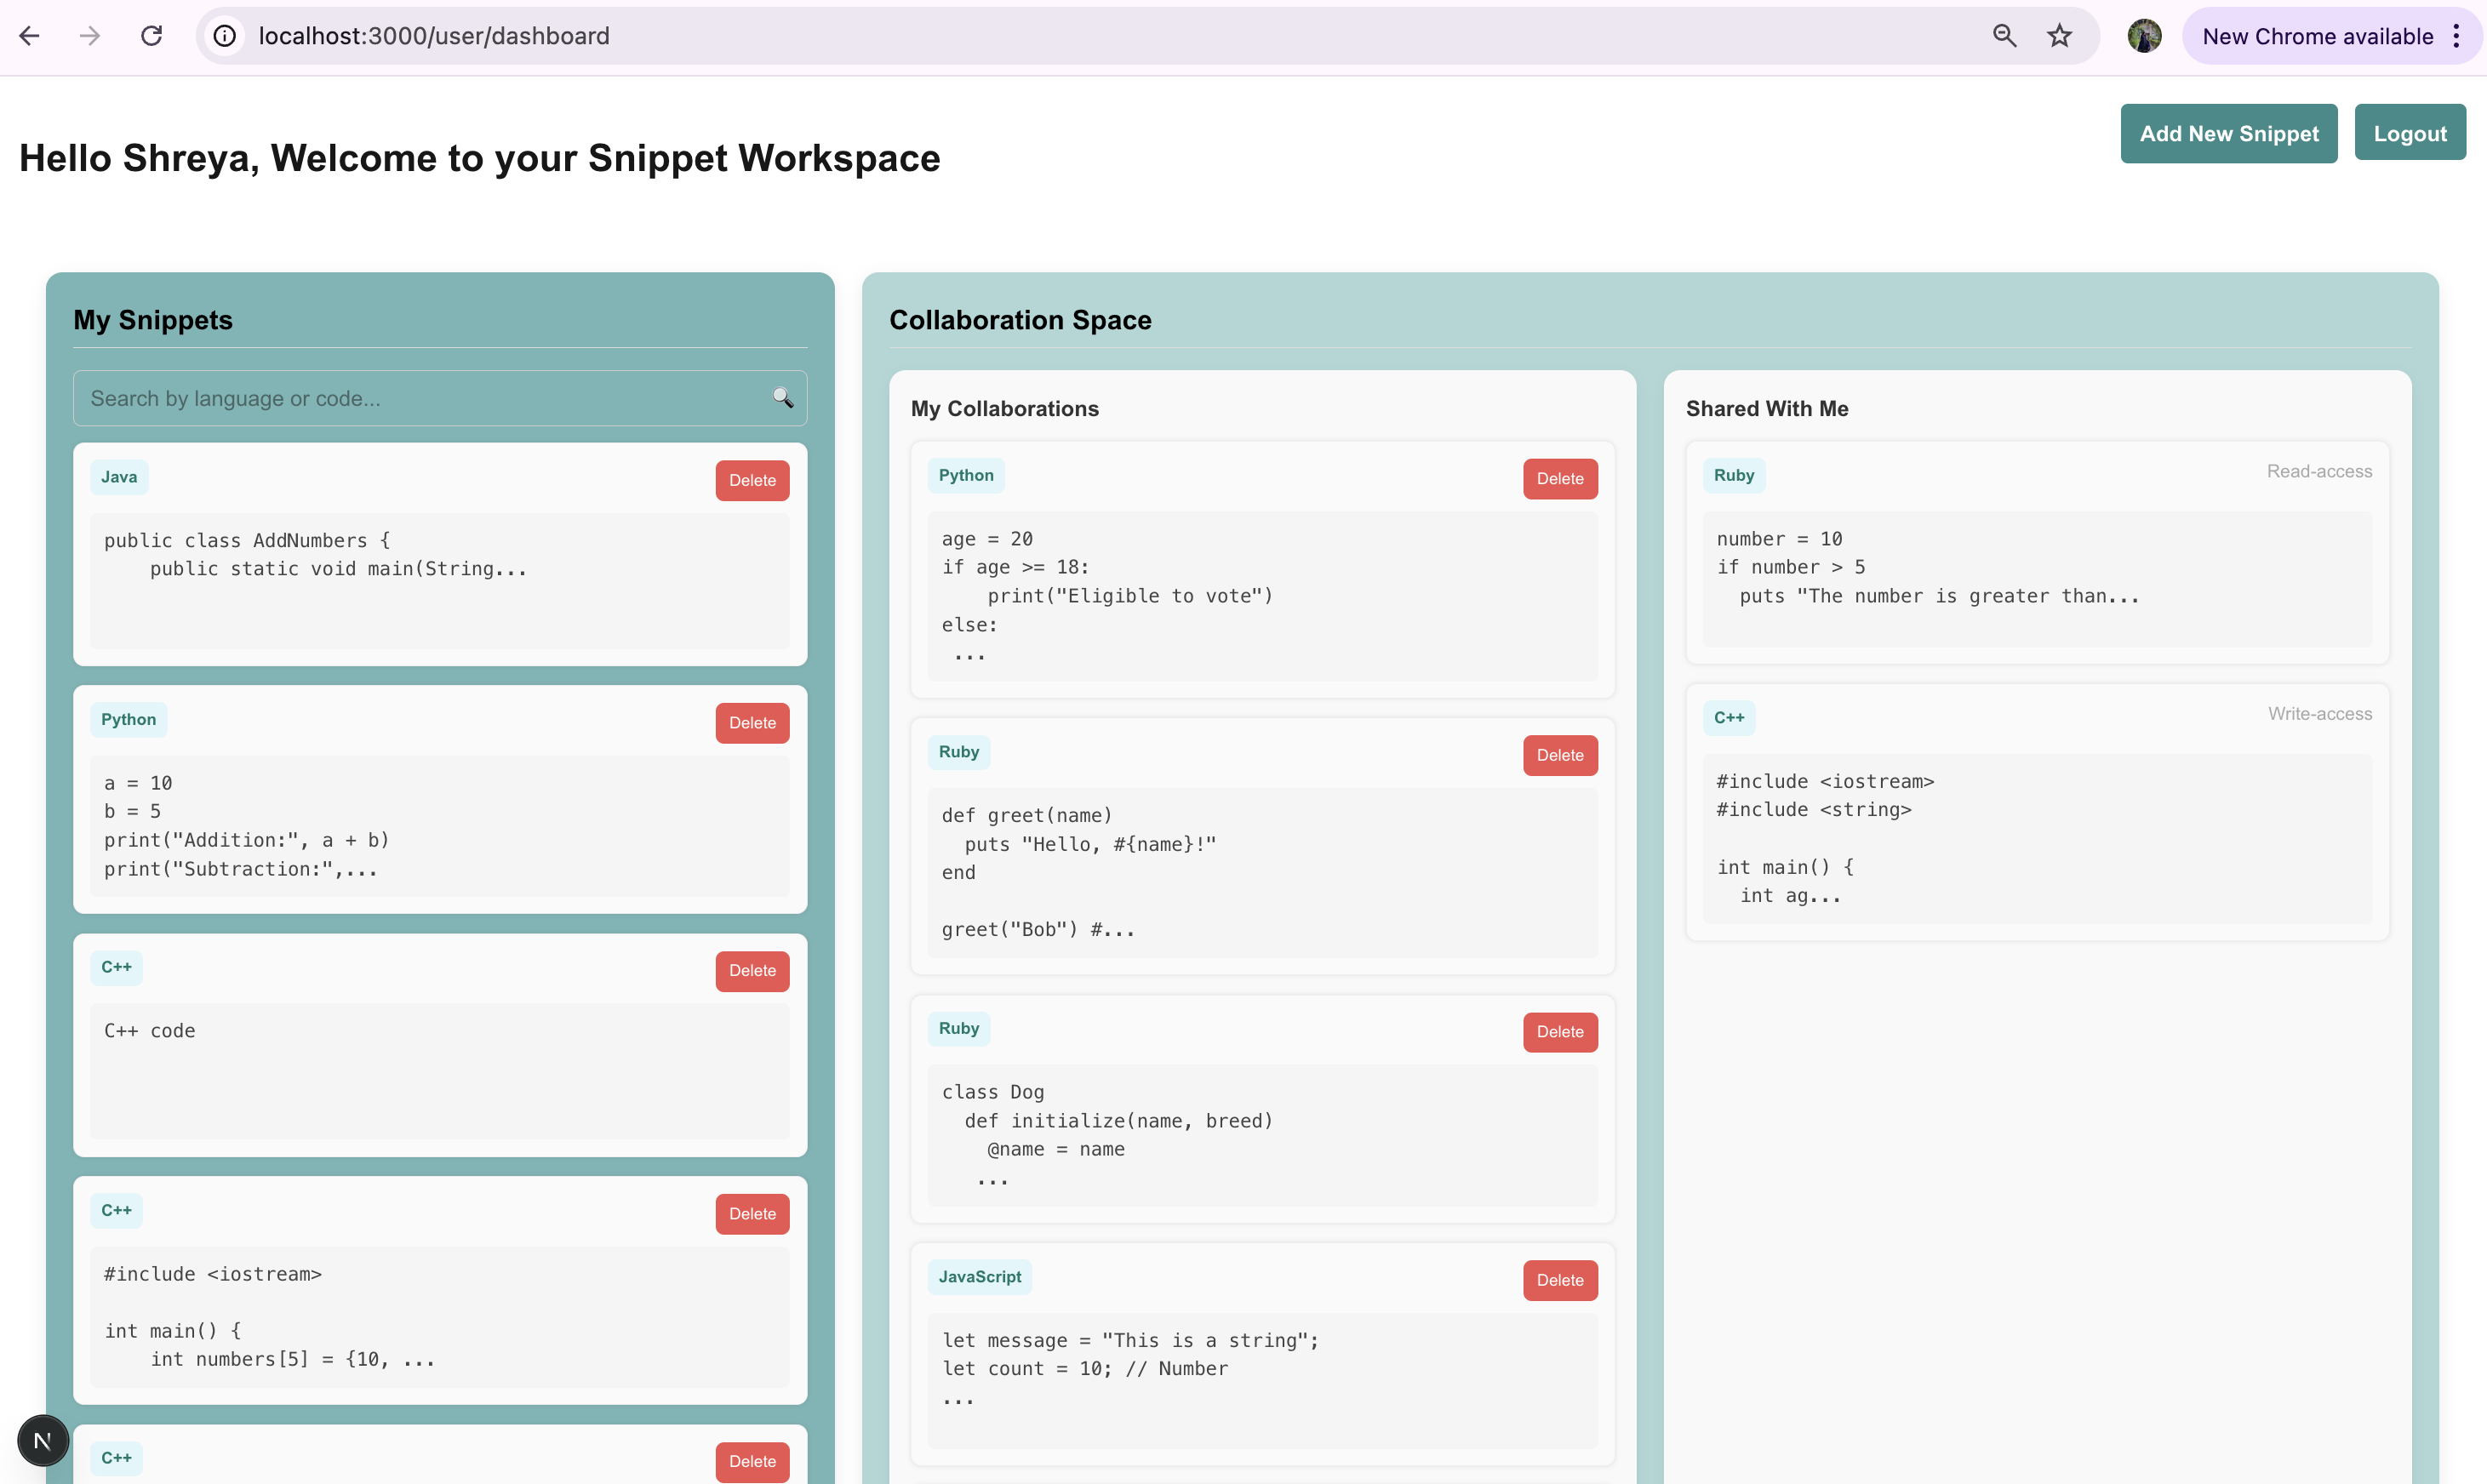 localhost:3000/user/dashboard
New Chrome available
Hello Shreya, Welcome to your Snippet Workspace
Add New Snippet
Logout
My Snippets
Search by language or code...
Java
Delete
public class AddNumbers {
    public static void main(String...
Python
Delete
a = 10
b = 5
print("Addition:", a + b)
print("Subtraction:",...
C++
Delete
C++ code
C++
Delete
#include <iostream>
int main() {
    int numbers[5] = {10, ...
C++
Delete
N
Collaboration Space
My Collaborations
Python
Delete
age = 20
if age >= 18:
    print("Eligible to vote")
else:
 ...
Ruby
Delete
def greet(name)
  puts "Hello, #{name}!"
end
greet("Bob") #...
Ruby
Delete
class Dog
  def initialize(name, breed)
    @name = name
   ...
JavaScript
Delete
let message = "This is a string";
let count = 10; // Number
...
Shared With Me
Ruby
Read-access
number = 10
if number > 5
  puts "The number is greater than...
C++
Write-access
#include <iostream>
#include <string>
int main() {
  int ag...